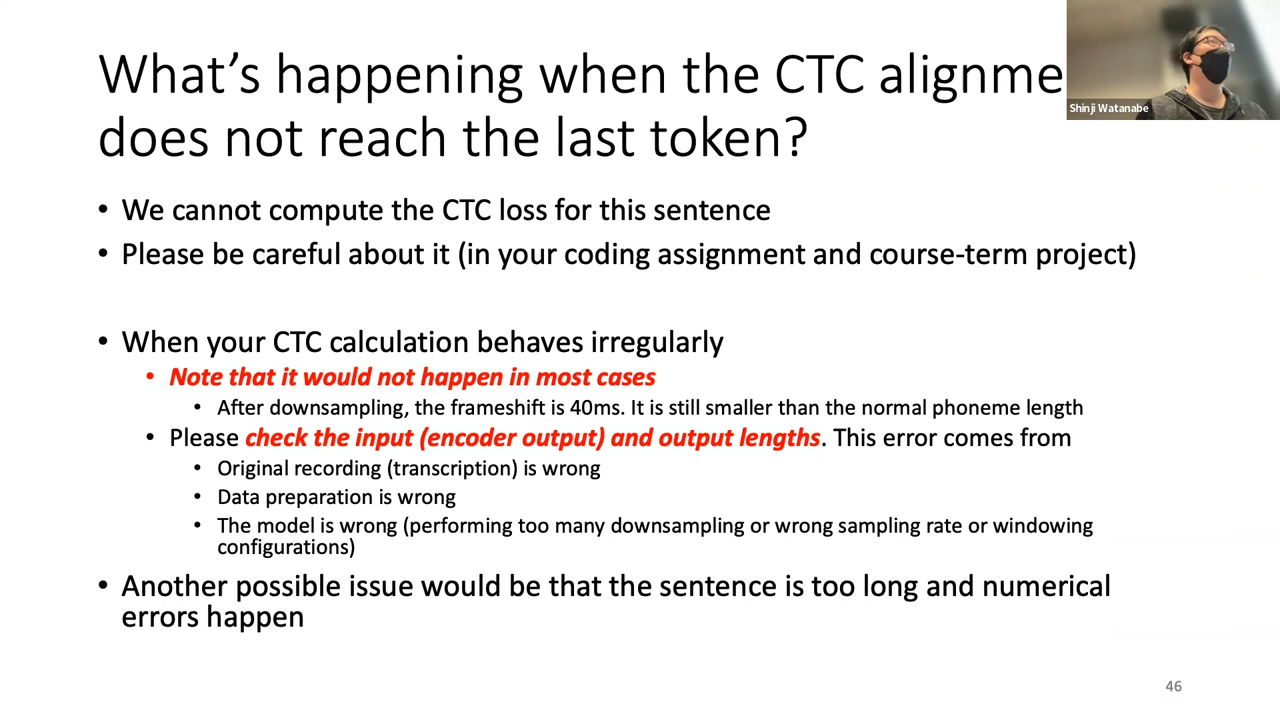 What's happening when the CTC alignme
does not reach the last token?
Shinji Watanabe
• We cannot compute the CTC loss for this sentence
• Please be careful about it (in your coding assignment and course-term project)
• When your CTC calculation behaves irregularly
• Note that it would not happen in most cases
• After downsampling, the frameshift is 40ms. It is still smaller than the normal phoneme length
• Please check the input (encoder output) and output lengths. This error comes from
• Original recording (transcription) is wrong
• Data preparation is wrong
• The model is wrong (performing too many downsampling or wrong sampling rate or windowing
configurations)
• Another possible issue would be that the sentence is too long and numerical
errors happen
46